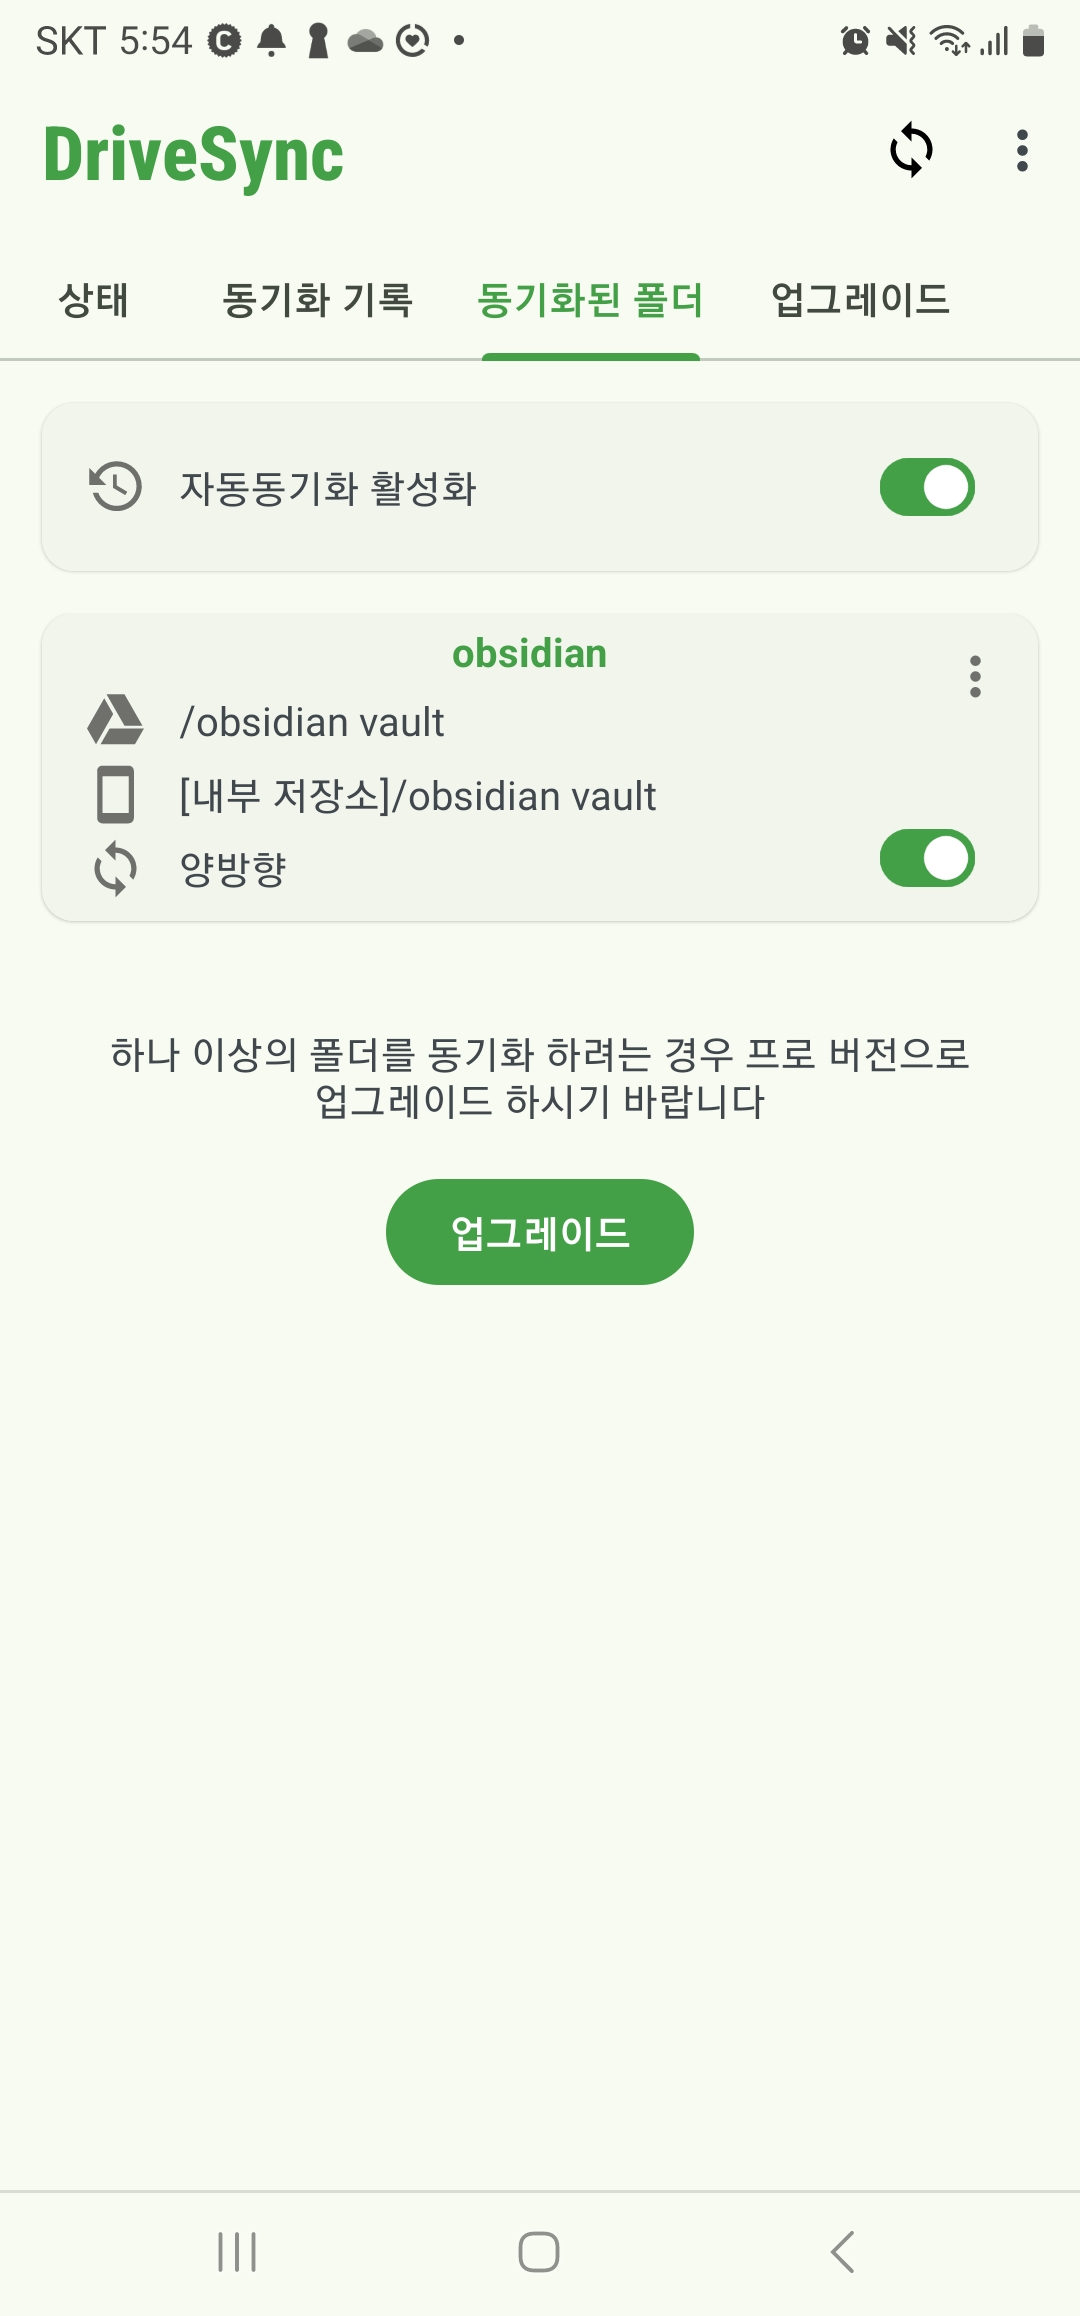 SKT 5:54
DriveSync
상태 동기화 기록 동기화된 폴더 업그레이드
자동동기화 활성화
obsidian
/obsidian vault
[내부 저장소]/obsidian vault
양방향
하나 이상의 폴더를 동기화 하려는 경우 프로 버전으로
업그레이드 하시기 바랍니다
업그레이드